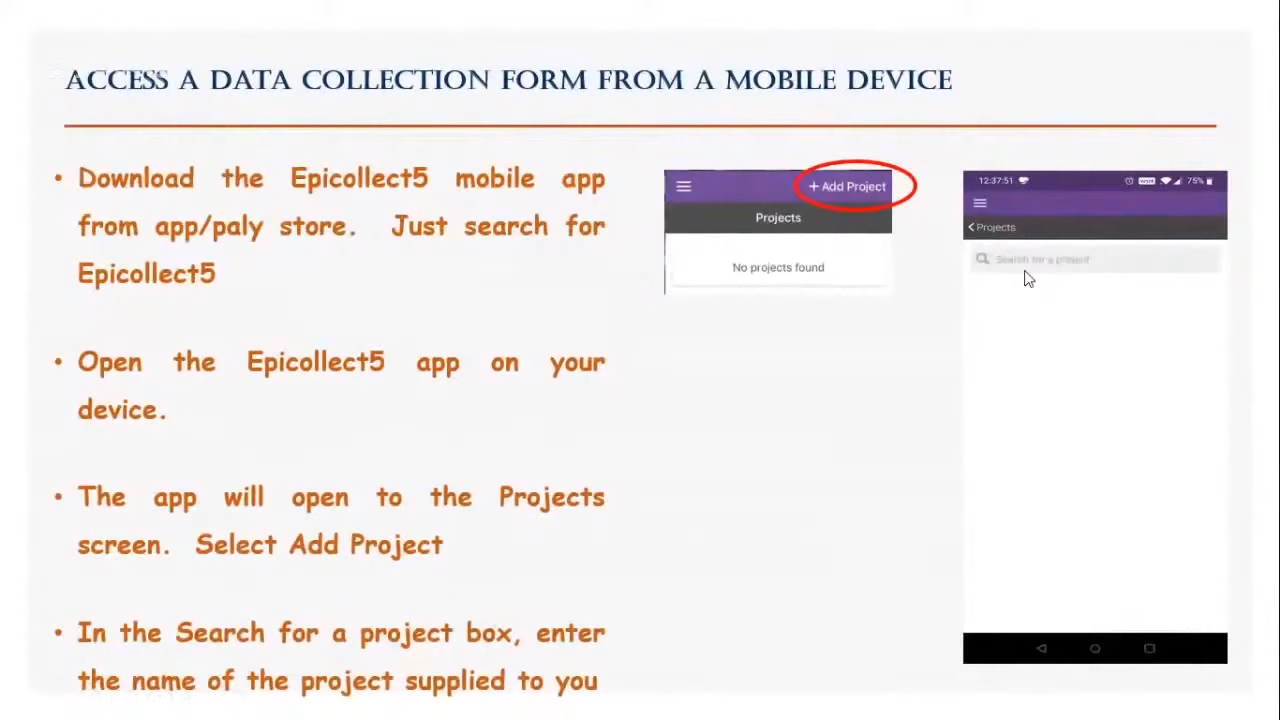 ACCESS A DATA COLLECTION FORM FROM A MOBILE DEVICE
• Download the Epicollect5 mobile app
from app/paly store. Just search for
Epicollect5
• Open the Epicollect5 app on your
device.
• The app will open to the Projects
screen. Select Add Project
• In the Search for a project box, enter
the name of the project supplied to you
+ Add Project
Projects
No projects found
12:37:51
75%
Projects
Search for a project